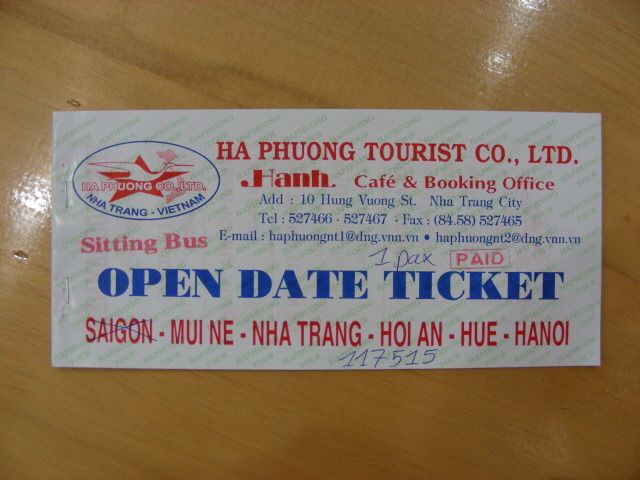 HA PHUONG CO., LTD.
NHA TRANG - VIETNAM
HA PHUONG TOURIST CO., LTD.
Hanh Café & Booking Office
Add : 10 Hung Vuong St. Nha Trang City
Tel : 527466 - 527467 - Fax : (84.58) 527465
E-mail : haphuongnt1@dng.vnn.vn • haphuongnt2@dng.vnn.vn
Sitting Bus
1 pax PAID
OPEN DATE TICKET
SAIGON - MUI NE - NHA TRANG - HOI AN - HUE - HANOI
117515